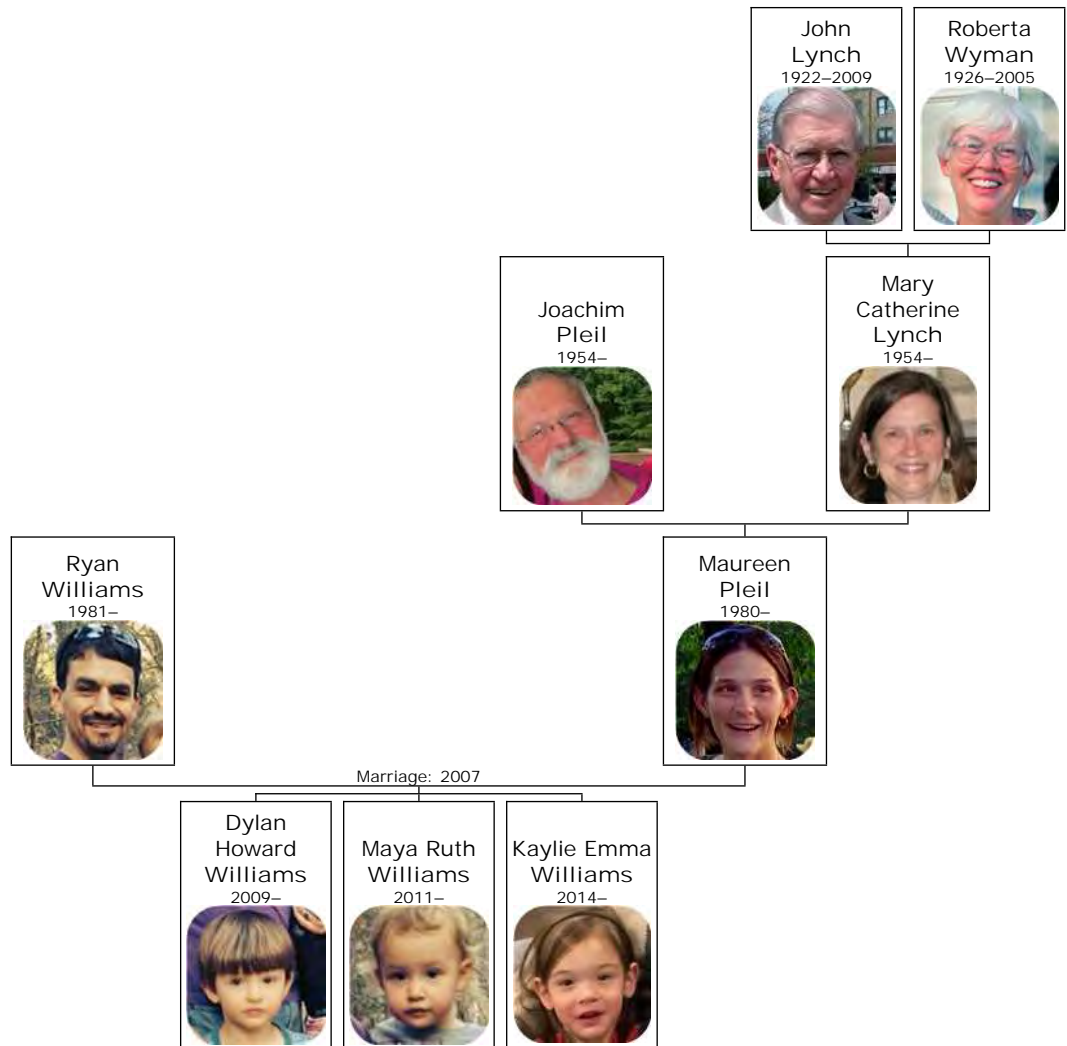 John
Lynch
1922–2009
Roberta
Wyman
1926–2005
Joachim
Pleil
1954–
Mary
Catherine
Lynch
1954–
Ryan
Williams
1981–
Maureen
Pleil
1980–
Marriage: 2007
Dylan
Howard
Williams
2009–
Maya Ruth
Williams
2011–
Kaylie Emma
Williams
2014–